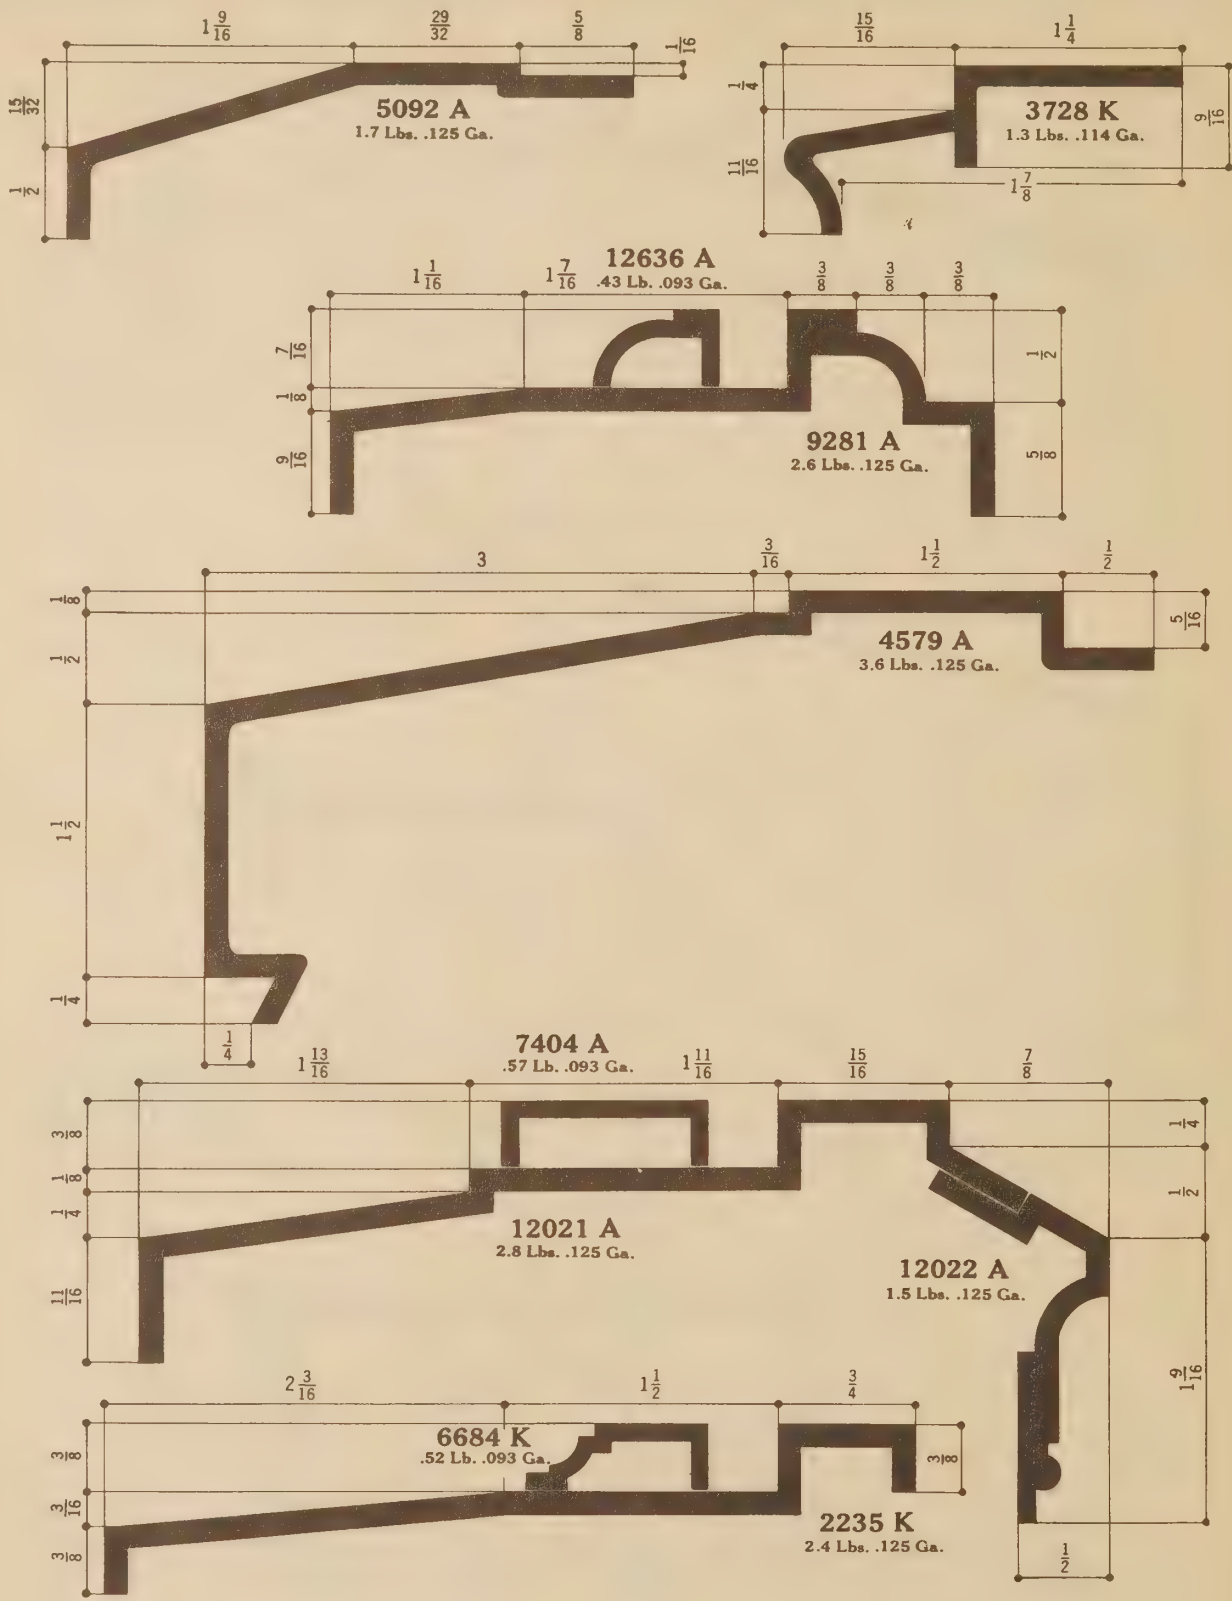 1 9/16 29/32 5/8 1/16
15/32
1/2
5092 A
1.7 Lbs. .125 Ga.
15/16 1 1/4
1/4
11/16
9/16
3728 K
1.3 Lbs. .114 Ga.
1 7/8
12636 A
.43 Lb. .093 Ga.
1 1/16 1 7/16 3/8 3/8 3/8
7/16
1/8
9/16
1/2
5/8
9281 A
2.6 Lbs. .125 Ga.
3 3/16 1 1/2 1/2
1/8
1/2
1 1/2
1/4
5/16
4579 A
3.6 Lbs. .125 Ga.
1/4
7404 A
.57 Lb. .093 Ga.
1 13/16 1 11/16 15/16 7/8
3/8
1/8
1/4
11/16
1/4
1/2
1 9/16
12021 A
2.8 Lbs. .125 Ga.
12022 A
1.5 Lbs. .125 Ga.
2 3/16 1 1/2 3/4
3/8
3/16
3/8
6684 K
.52 Lb. .093 Ga.
3/8
2235 K
2.4 Lbs. .125 Ga.
1/2